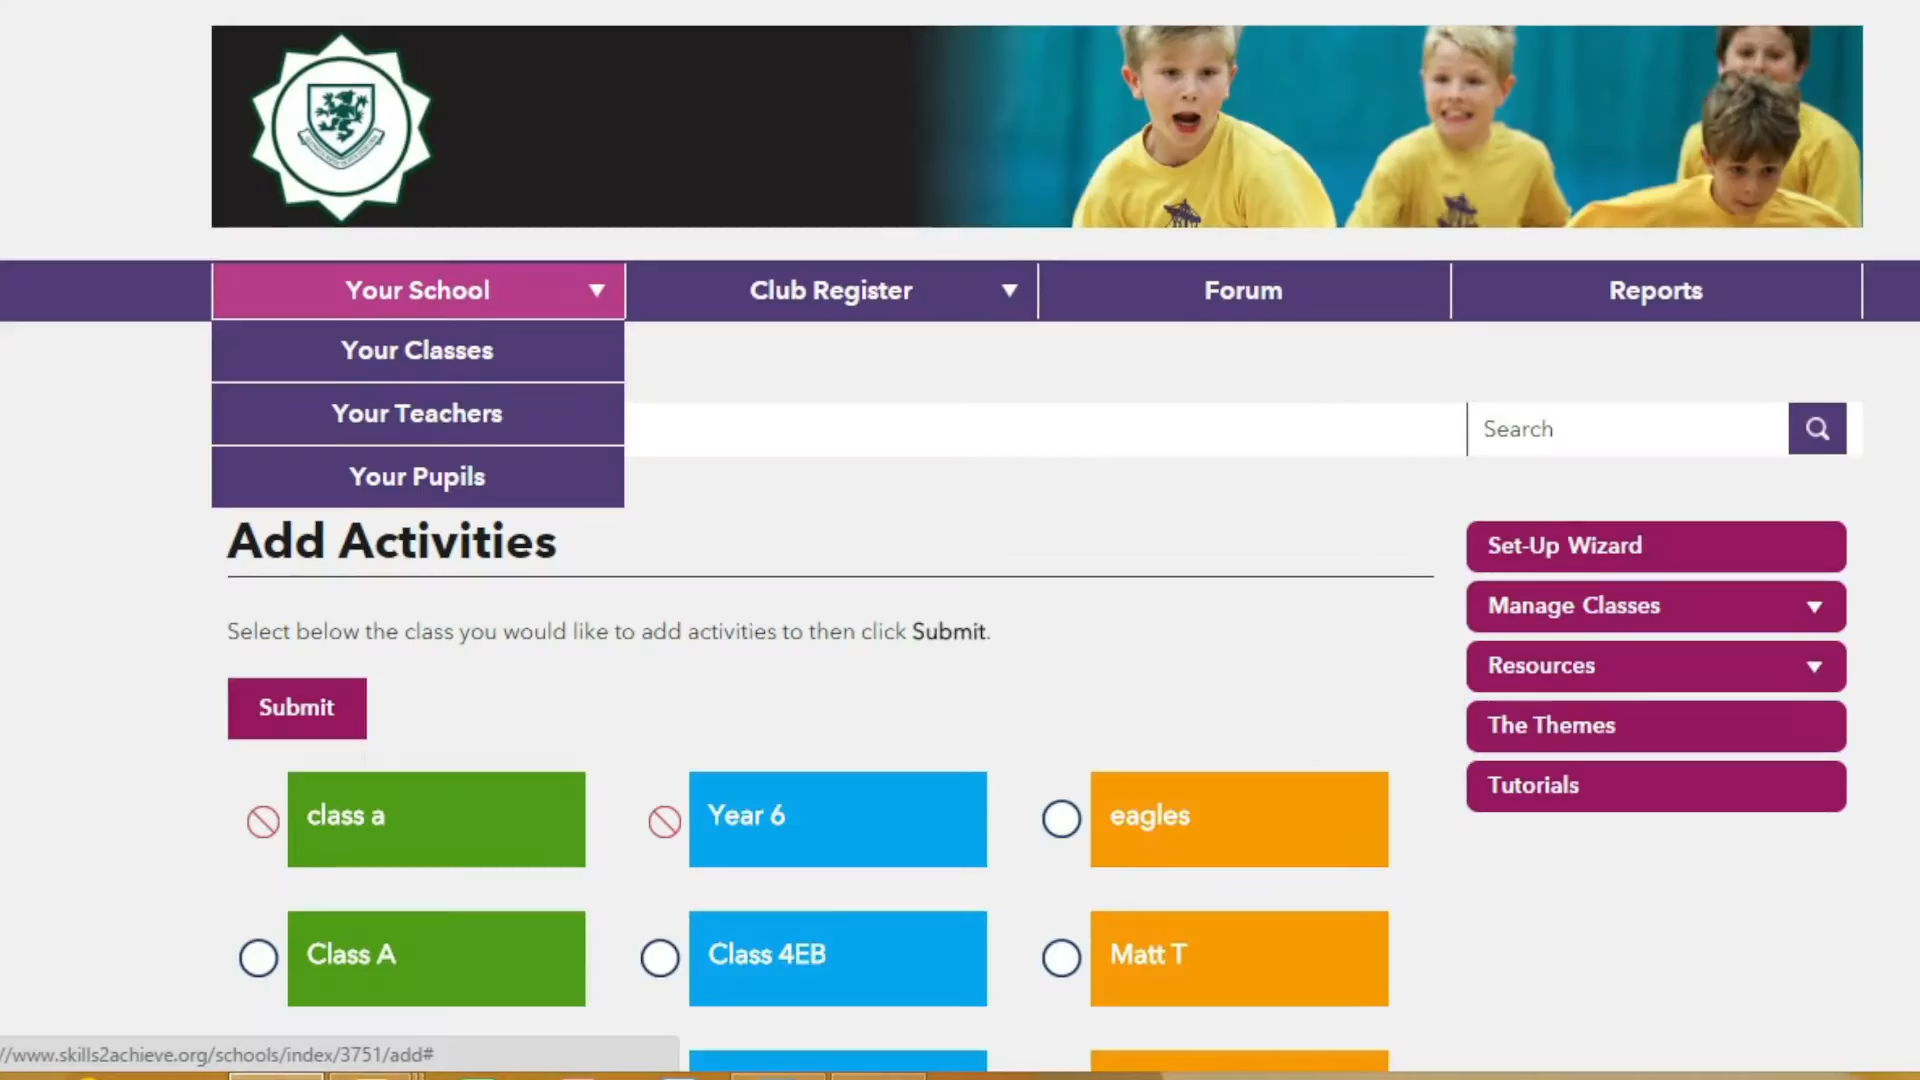 Your School
Club Register
Forum
Reports
Your Classes
Your Teachers
Your Pupils
Search
Add Activities
Select below the class you would like to add activities to then click Submit.
Submit
Set-Up Wizard
Manage Classes
Resources
The Themes
Tutorials
class a
Year 6
eagles
Class A
Class 4EB
Matt T
//www.skills2achieve.org/schools/index/3751/add#